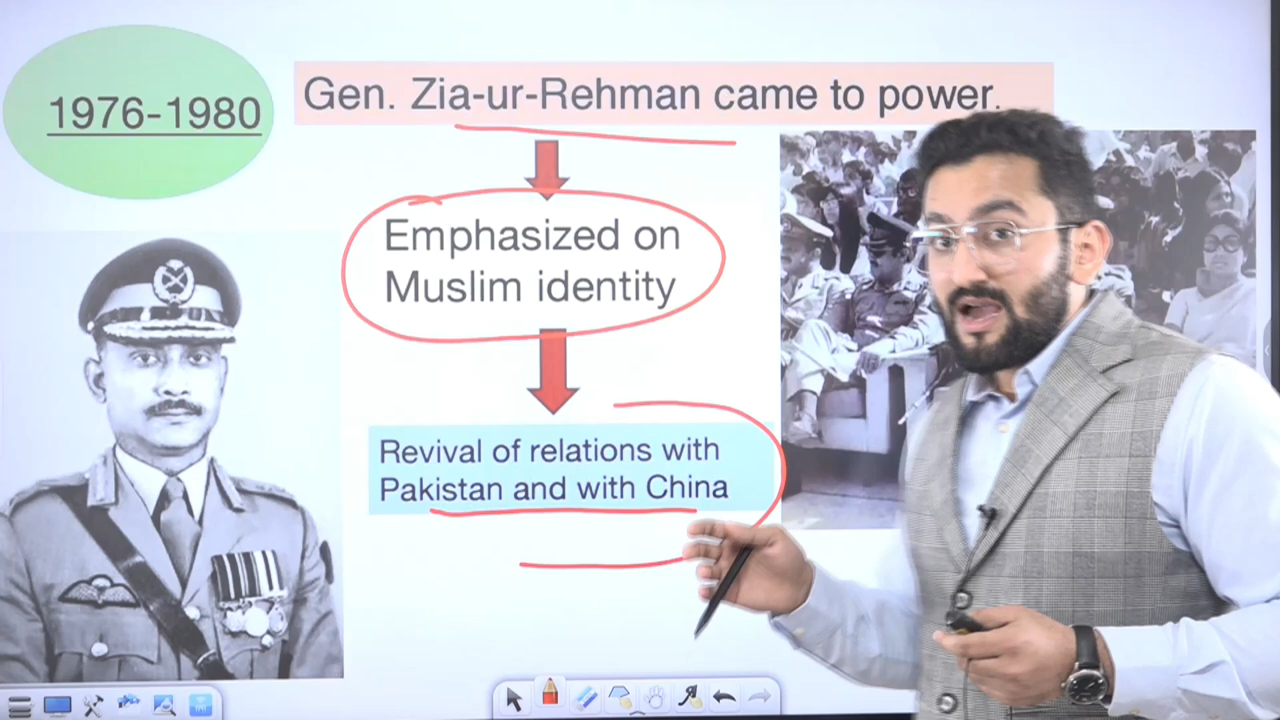 1976-1980
Gen. Zia-ur-Rehman came to power.
Emphasized on
Muslim identity
Revival of relations with
Pakistan and with China